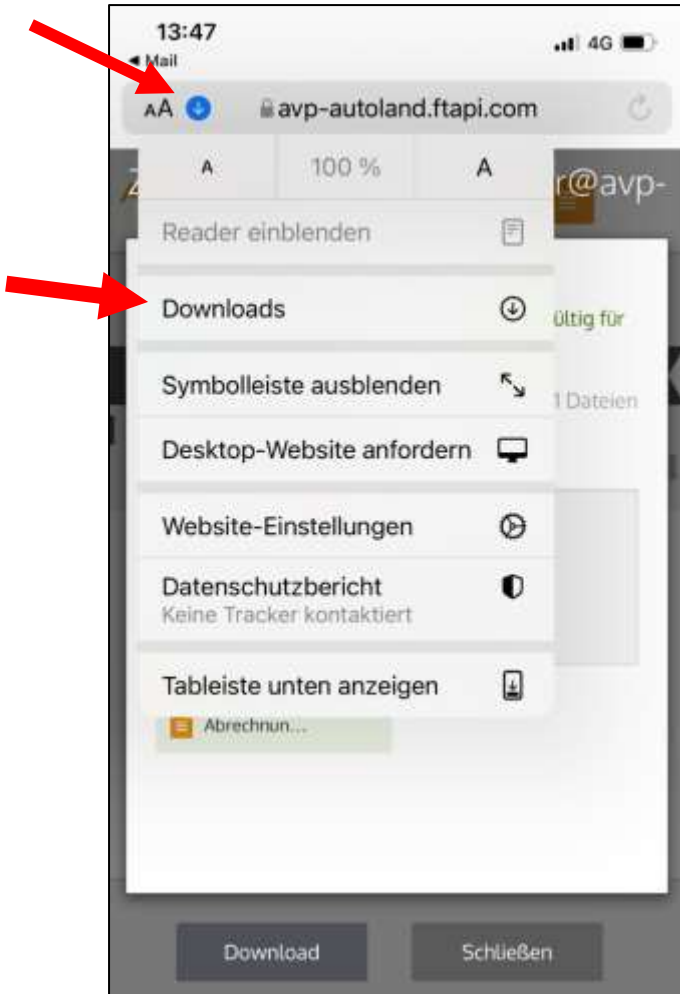 13:47
4G
Mail
AA avp-autoland.ftapi.com
A 100 % A
r@avp-
Reader einblenden
Downloads
ültig für
Symbolleiste ausblenden
1 Dateien
Desktop-Website anfordern
Website-Einstellungen
Datenschutzbericht
Keine Tracker kontaktiert
Tableiste unten anzeigen
Abrechnun...
Download Schließen